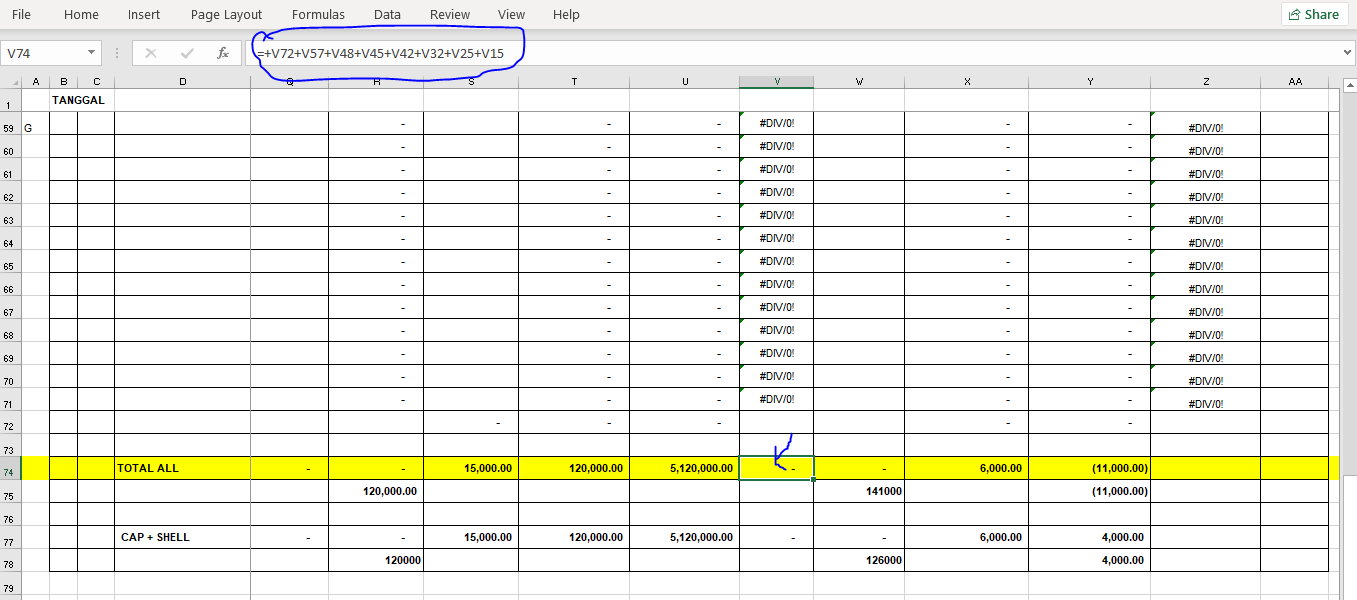 File Home Insert Page Layout Formulas Data Review View Help Share
V74 fx =+V72+V57+V48+V45+V42+V32+V25+V15
A B C D Q R S T U V W X Y Z AA
1 TANGGAL
59 G - - - #DIV/0! - - #DIV/0!
60 - - - #DIV/0! - - #DIV/0!
61 - - - #DIV/0! - - #DIV/0!
62 - - - #DIV/0! - - #DIV/0!
63 - - - #DIV/0! - - #DIV/0!
64 - - - #DIV/0! - - #DIV/0!
65 - - - #DIV/0! - - #DIV/0!
66 - - - #DIV/0! - - #DIV/0!
67 - - - #DIV/0! - - #DIV/0!
68 - - - #DIV/0! - - #DIV/0!
69 - - - #DIV/0! - - #DIV/0!
70 - - - #DIV/0! - - #DIV/0!
71 - - - #DIV/0! - - #DIV/0!
72 - - - - -
73
74 TOTAL ALL - - 15,000.00 120,000.00 5,120,000.00 - - 6,000.00 (11,000.00)
75 120,000.00 141000 (11,000.00)
76
77 CAP + SHELL - - 15,000.00 120,000.00 5,120,000.00 - - 6,000.00 4,000.00
78 120000 126000 4,000.00
79